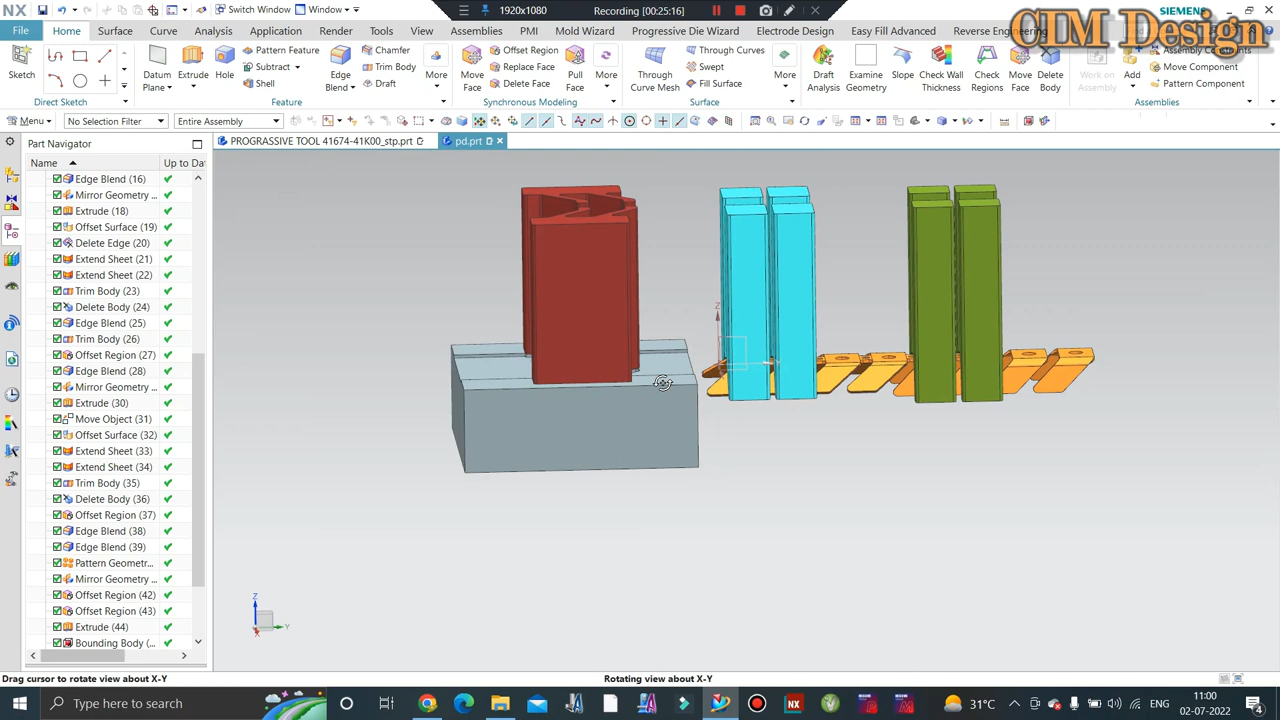 NX
Switch Window
Window
1920x1080
Recording [00:25:16]
SIEMENS
CIM Design
File
Home
Surface
Curve
Analysis
Application
Render
Tools
View
Assemblies
PMI
Mold Wizard
Progressive Die Wizard
Electrode Design
Easy Fill Advanced
Reverse Engineering
Sketch
Datum Plane
Extrude
Hole
Pattern Feature
Subtract
Shell
Edge Blend
Chamfer
Trim Body
Draft
More
Move Face
Offset Region
Replace Face
Delete Face
Pull Face
More
Through Curve Mesh
Through Curves
Swept
Fill Surface
More
Draft Analysis
Examine Geometry
Slope
Check Wall Thickness
Check Regions
Move Face
Delete Body
Work on Assembly
Add
Assembly Constraints
Move Component
Pattern Component
Direct Sketch
Feature
Synchronous Modeling
Surface
Assemblies
Menu
No Selection Filter
Entire Assembly
Part Navigator
PROGRASSIVE TOOL 41674-41K00_stp.prt
pd.prt
Name
Up to Da
Edge Blend (16)
Mirror Geometry ...
Extrude (18)
Offset Surface (19)
Delete Edge (20)
Extend Sheet (21)
Extend Sheet (22)
Trim Body (23)
Delete Body (24)
Edge Blend (25)
Trim Body (26)
Offset Region (27)
Edge Blend (28)
Mirror Geometry ...
Extrude (30)
Move Object (31)
Offset Surface (32)
Extend Sheet (33)
Extend Sheet (34)
Trim Body (35)
Delete Body (36)
Offset Region (37)
Edge Blend (38)
Edge Blend (39)
Pattern Geometr...
Mirror Geometry ...
Offset Region (42)
Offset Region (43)
Extrude (44)
Bounding Body (...
Z
Z
Y
X
Drag cursor to rotate view about X-Y
Rotating view about X-Y
Type here to search
31°C
ENG
11:00
02-07-2022